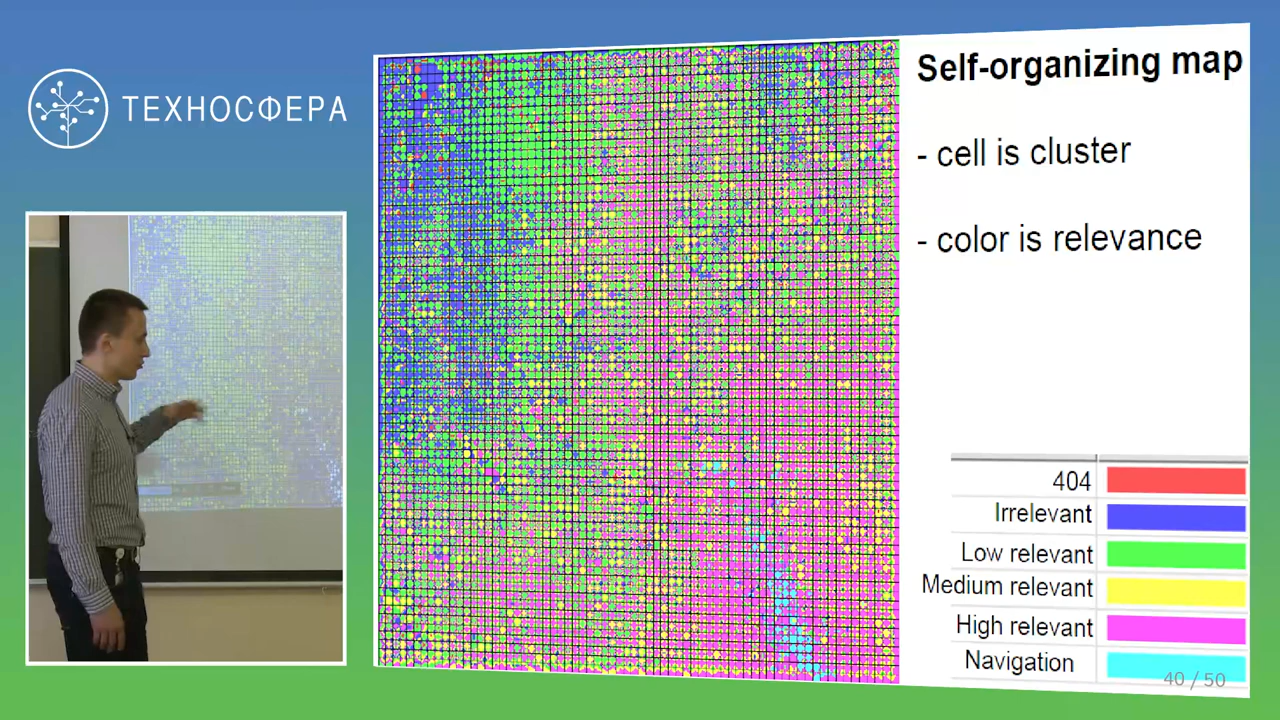 ТЕХНОСФЕРА
Self-organizing map
- cell is cluster
- color is relevance
404
Irrelevant
Low relevant
Medium relevant
High relevant
Navigation
40 / 50